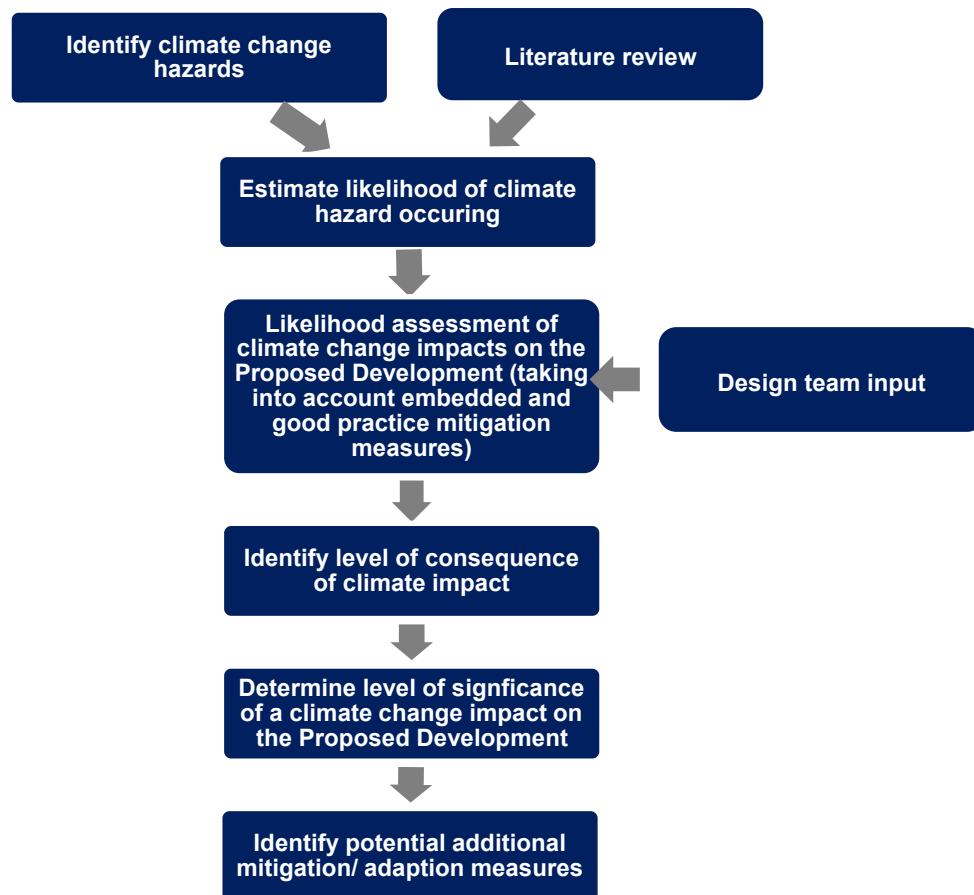 Identify climate change
hazards
Literature review
Estimate likelihood of climate
hazard occuring
Likelihood assessment of
climate change impacts on the
Proposed Development (taking
into account embedded and
good practice mitigation
measures)
Design team input
Identify level of consequence
of climate impact
Determine level of signficance
of a climate change impact on
the Proposed Development
Identify potential additional
mitigation/ adaption measures